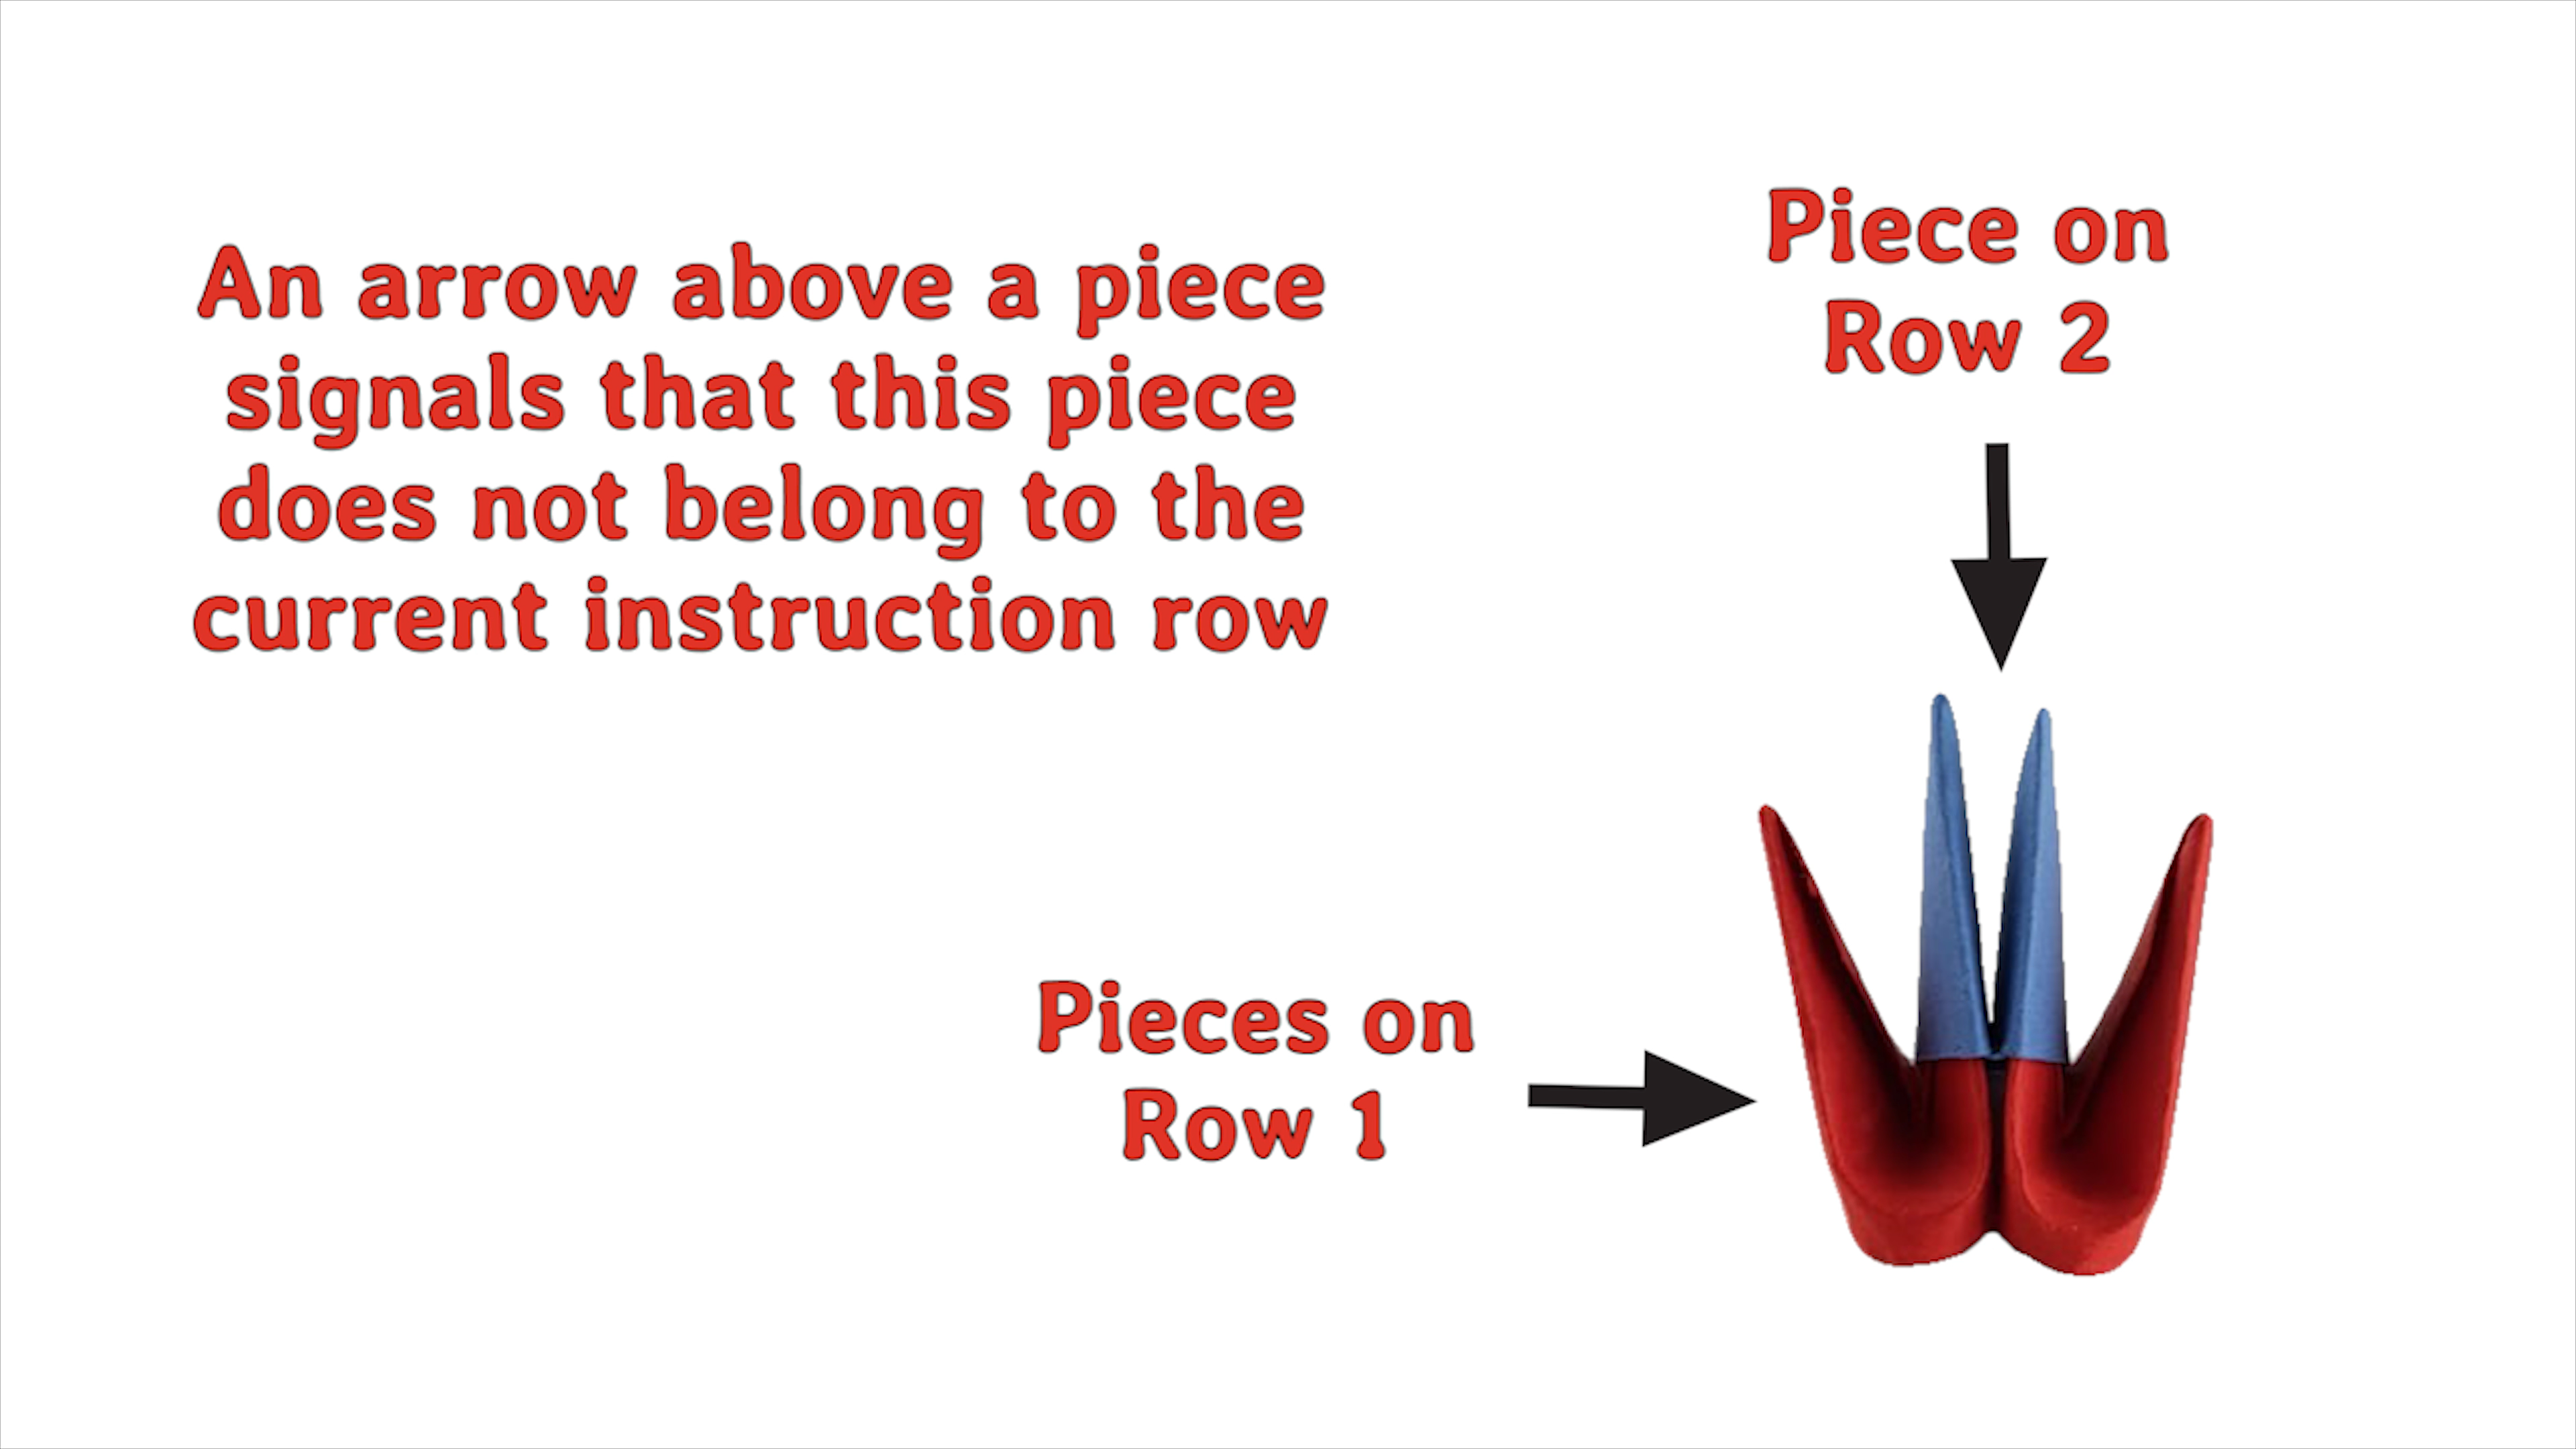 An arrow above a piece
signals that this piece
does not belong to the
current instruction row
Piece on
Row 2
Pieces on
Row 1